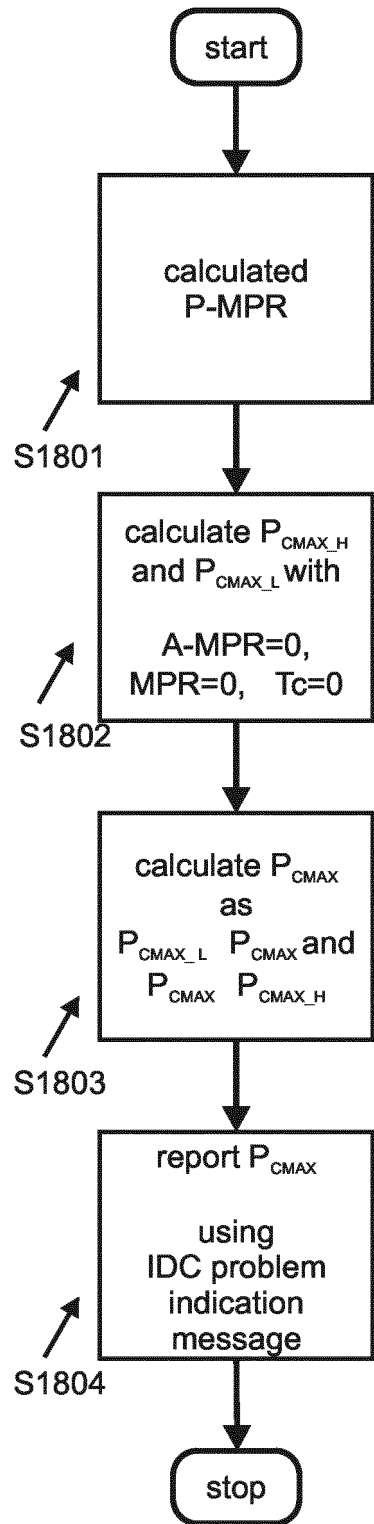 start
calculated
P-MPR
S1801
calculate P_CMAX_H
and P_CMAX_L with
A-MPR=0,
MPR=0, Tc=0
S1802
calculate P_CMAX
as
P_CMAX_L P_CMAX and
P_CMAX P_CMAX_H
S1803
report P_CMAX
using
IDC problem
indication
message
S1804
stop